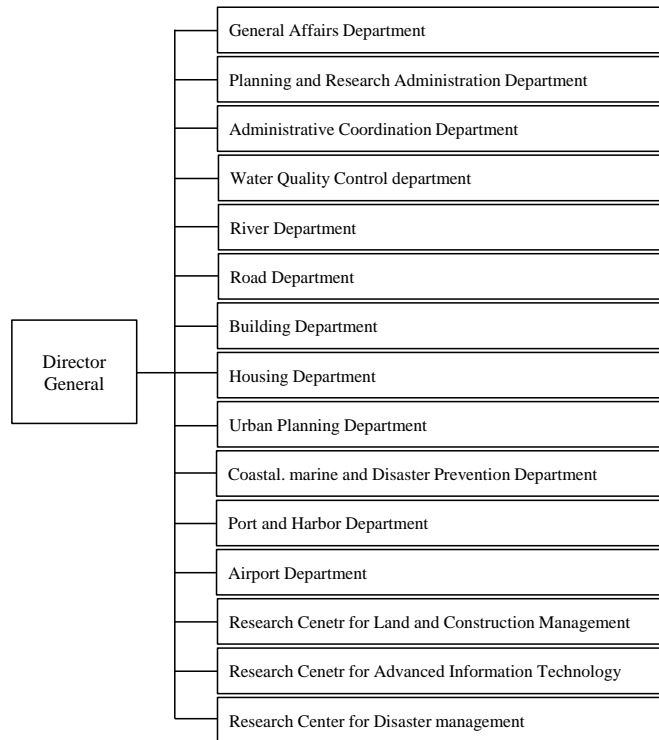 General Affairs Department
Planning and Research Administration Department
Administrative Coordination Department
Water Quality Control department
River Department
Road Department
Building Department
Director
General
Housing Department
Urban Planning Department
Coastal. marine and Disaster Prevention Department
Port and Harbor Department
Airport Department
Research Cenetr for Land and Construction Management
Research Cenetr for Advanced Information Technology
Research Center for Disaster management